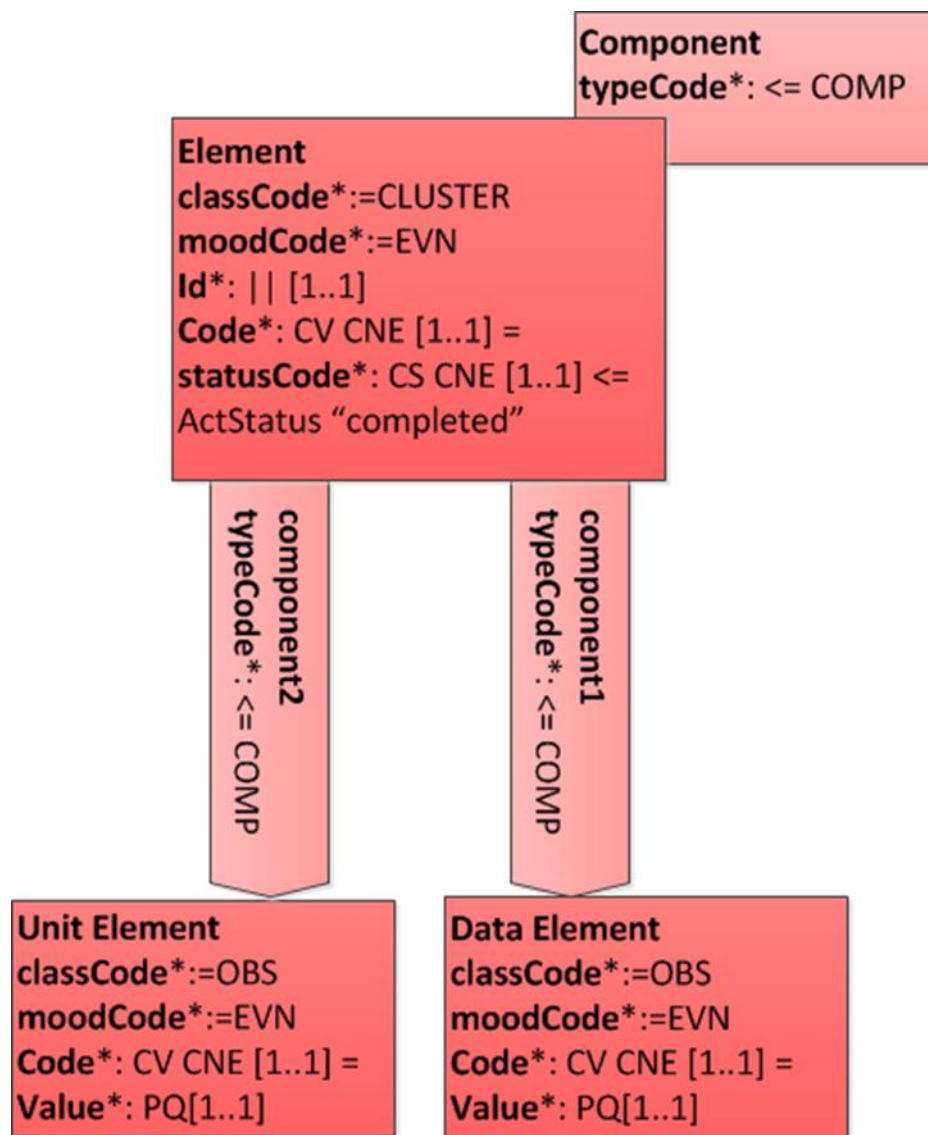 Component
typeCode*: <= COMP
Element
classCode*:=CLUSTER
moodCode*:=EVN
Id*: || [1..1]
Code*: CV CNE [1..1] =
statusCode*: CS CNE [1..1] <=
ActStatus “completed”
component2
typeCode*: <= COMP
component1
typeCode*: <= COMP
Unit Element
classCode*:=OBS
moodCode*:=EVN
Code*: CV CNE [1..1] =
Value*: PQ[1..1]
Data Element
classCode*:=OBS
moodCode*:=EVN
Code*: CV CNE [1..1] =
Value*: PQ[1..1]